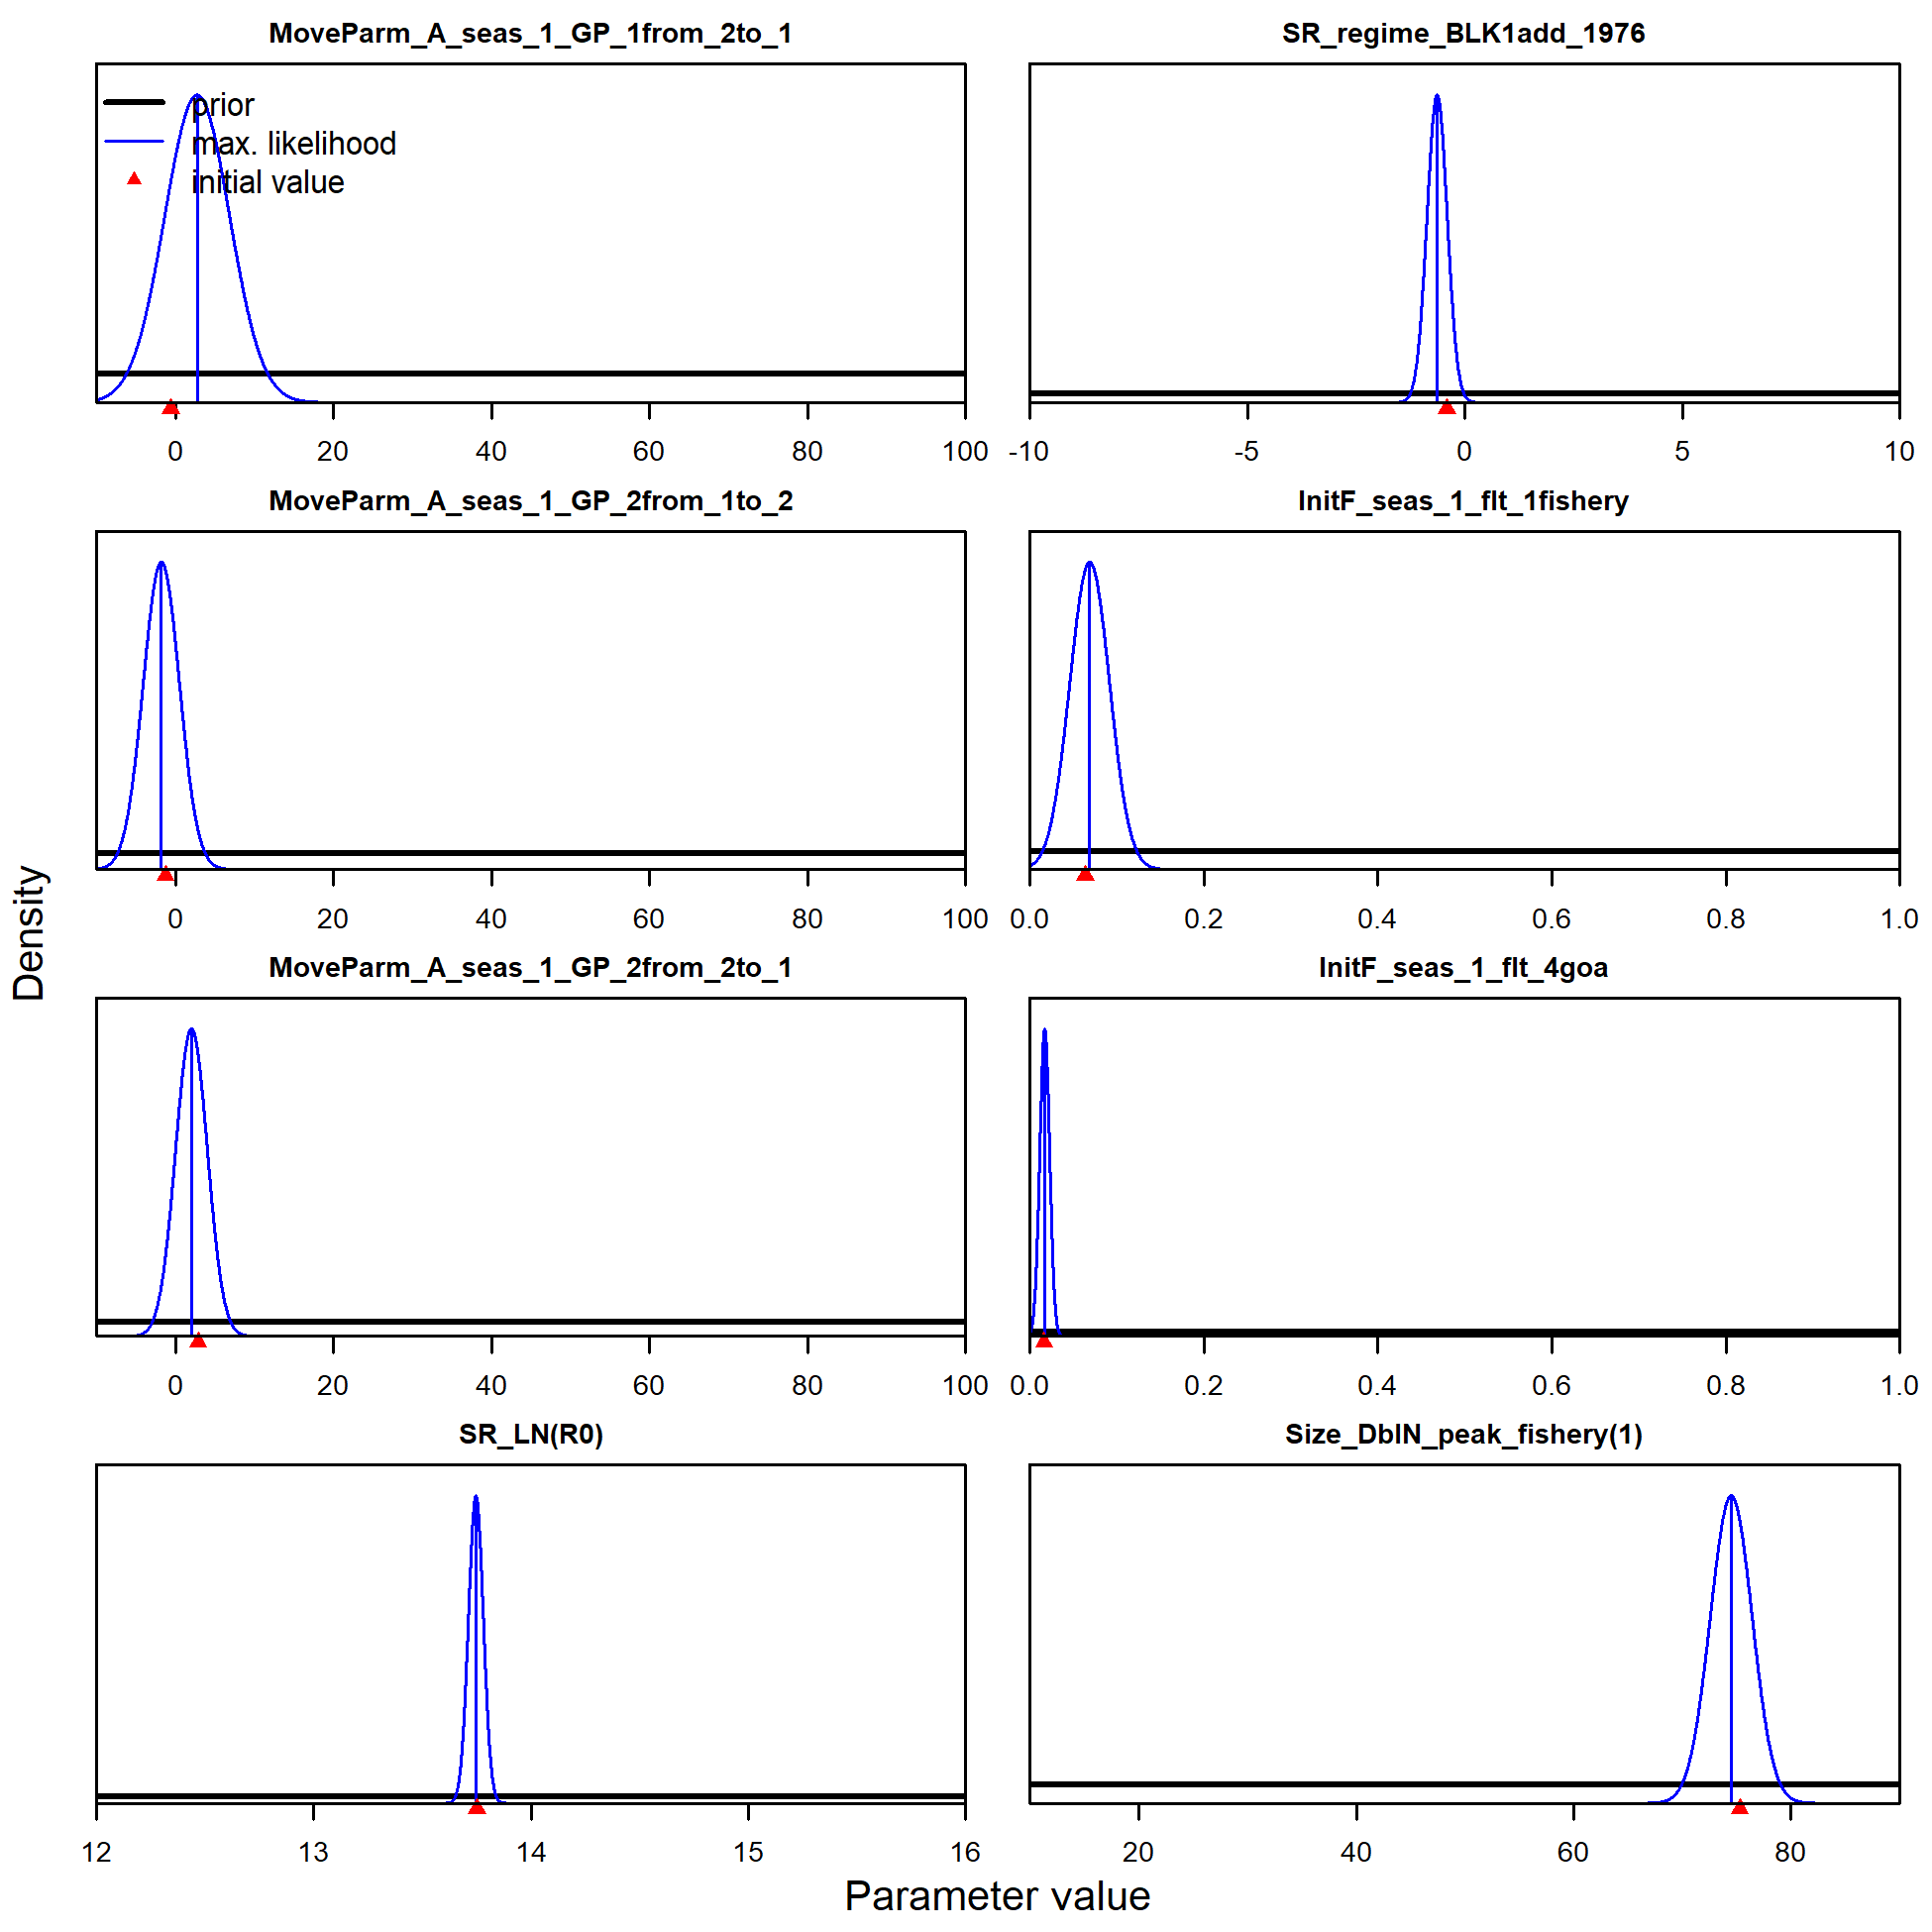 MoveParm_A_seas_1_GP_1from_2to_1
prior
max. likelihood
initial value
0 20 40 60 80 100
SR_regime_BLK1add_1976
-10 -5 0 5 10
MoveParm_A_seas_1_GP_2from_1to_2
0 20 40 60 80 100
InitF_seas_1_flt_1fishery
0.0 0.2 0.4 0.6 0.8 1.0
MoveParm_A_seas_1_GP_2from_2to_1
0 20 40 60 80 100
InitF_seas_1_flt_4goa
0.0 0.2 0.4 0.6 0.8 1.0
SR_LN(R0)
12 13 14 15 16
Size_DblN_peak_fishery(1)
20 40 60 80
Density
Parameter value